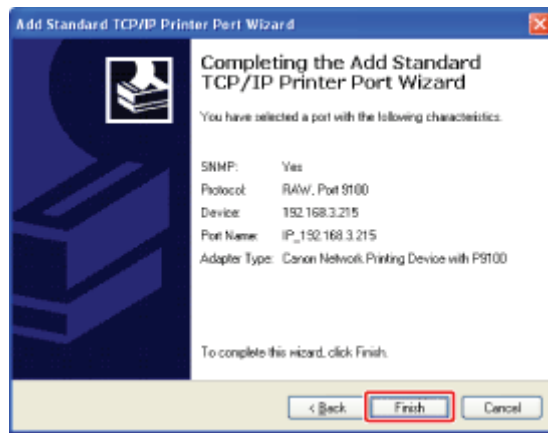 Add Standard TCP/IP Printer Port Wizard
Completing the Add Standard
TCP/IP Printer Port Wizard
You have selected a port with the following characteristics.
SNMP: Yes
Protocol: RAW, Port 9100
Device: 192.168.3.215
Port Name: IP_192.168.3.215
Adapter Type: Canon Network Printing Device with P9100
To complete this wizard, click Finish.
< Back Finish Cancel